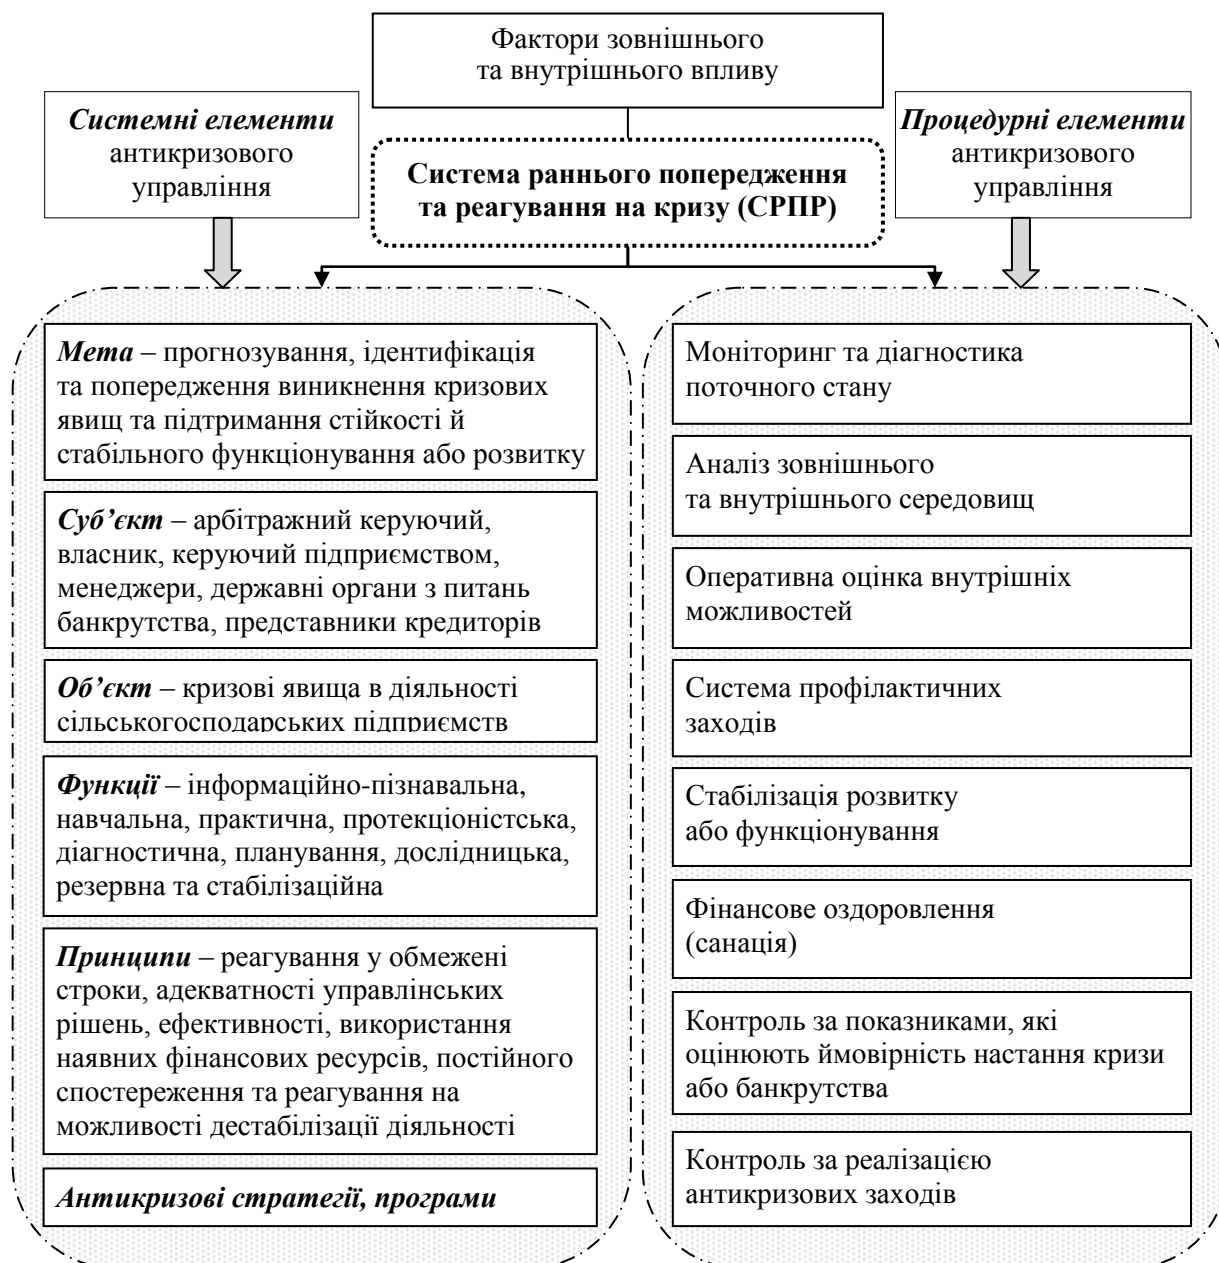 Фактори зовнішнього
та внутрішнього впливу
Системні елементи
антикризового
управління
Система раннього попередження
та реагування на кризу (СРПР)
Процедурні елементи
антикризового
управління
Мета – прогнозування, ідентифікація
та попередження виникнення кризових
явищ та підтримання стійкості й
стабільного функціонування або розвитку
Суб’єкт – арбітражний керуючий,
власник, керуючий підприємством,
менеджери, державні органи з питань
банкрутства, представники кредиторів
Об’єкт – кризові явища в діяльності
сільськогосподарських підприємств
Функції – інформаційно-пізнавальна,
навчальна, практична, протекціоністська,
діагностична, планування, дослідницька,
резервна та стабілізаційна
Принципи – реагування у обмежені
строки, адекватності управлінських
рішень, ефективності, використання
наявних фінансових ресурсів, постійного
спостереження та реагування на
можливості дестабілізації діяльності
Антикризові стратегії, програми
Моніторинг та діагностика
поточного стану
Аналіз зовнішнього
та внутрішнього середовищ
Оперативна оцінка внутрішніх
можливостей
Система профілактичних
заходів
Стабілізація розвитку
або функціонування
Фінансове оздоровлення
(санація)
Контроль за показниками, які
оцінюють ймовірність настання кризи
або банкрутства
Контроль за реалізацією
антикризових заходів